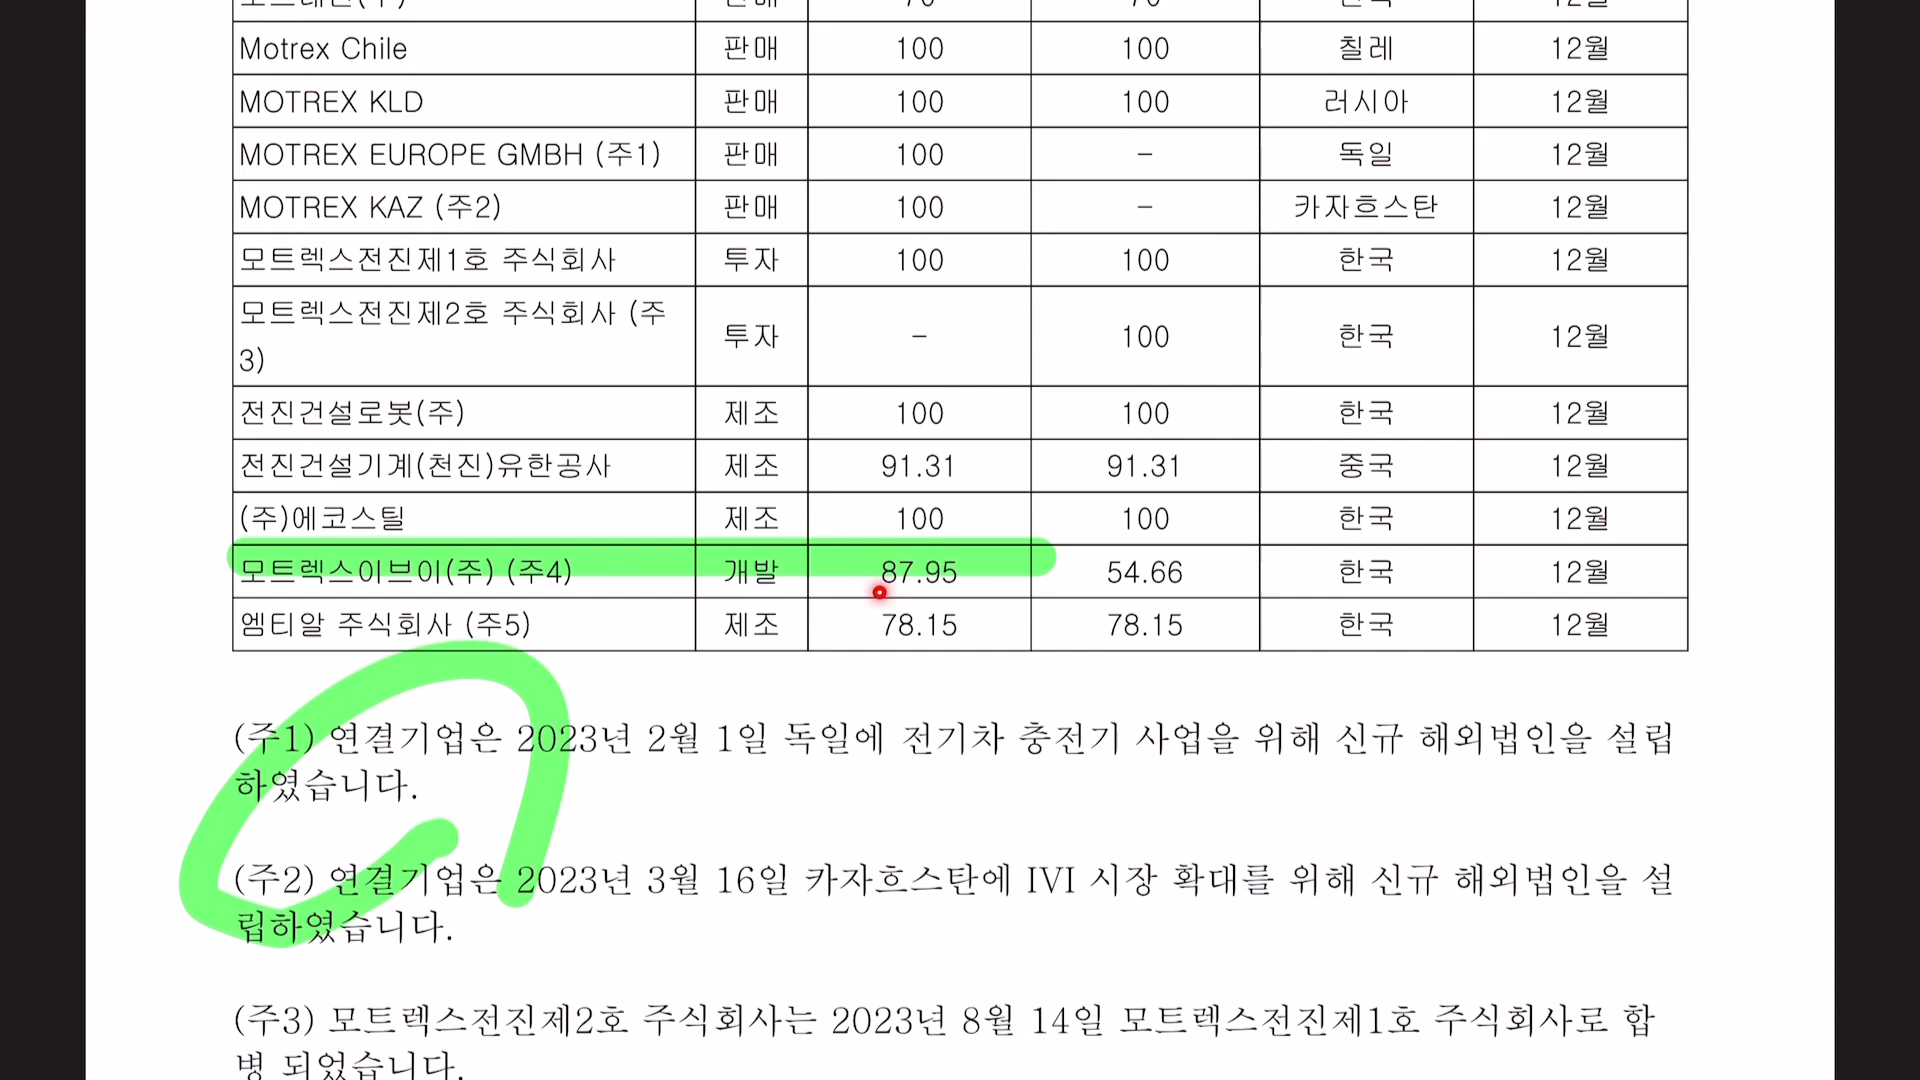 Motrex Chile 판매 100 100 칠레 12월
MOTREX KLD 판매 100 100 러시아 12월
MOTREX EUROPE GMBH (주1) 판매 100 – 독일 12월
MOTREX KAZ (주2) 판매 100 – 카자흐스탄 12월
모트렉스전진제1호 주식회사 투자 100 100 한국 12월
모트렉스전진제2호 주식회사 (주
3) 투자 – 100 한국 12월
전진건설로봇(주) 제조 100 100 한국 12월
전진건설기계(천진)유한공사 제조 91.31 91.31 중국 12월
(주)에코스틸 제조 100 100 한국 12월
모트렉스이브이(주) (주4) 개발 87.95 54.66 한국 12월
엠티알 주식회사 (주5) 제조 78.15 78.15 한국 12월
(주1) 연결기업은 2023년 2월 1일 독일에 전기차 충전기 사업을 위해 신규 해외법인을 설립
하였습니다.
(주2) 연결기업은 2023년 3월 16일 카자흐스탄에 IVI 시장 확대를 위해 신규 해외법인을 설
립하였습니다.
(주3) 모트렉스전진제2호 주식회사는 2023년 8월 14일 모트렉스전진제1호 주식회사로 합
병 되었습니다.